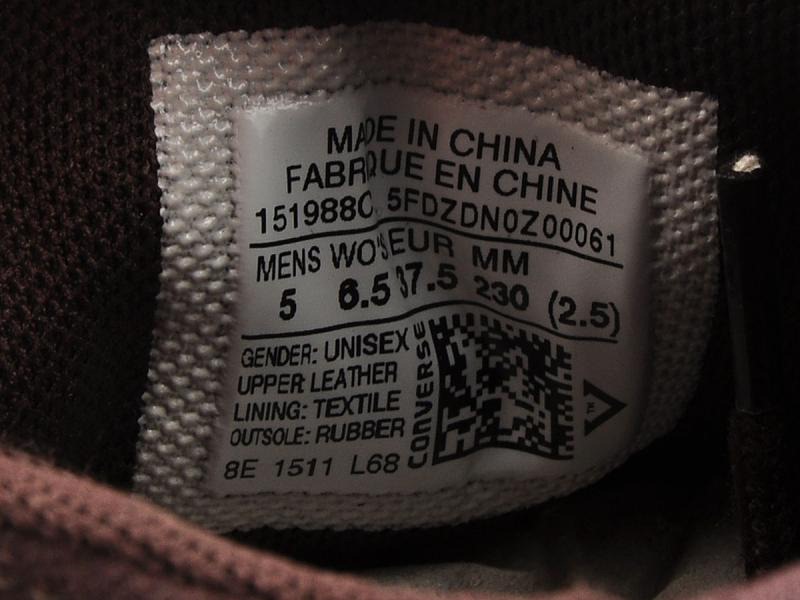 MADE IN CHINA
FABRIQUE EN CHINE
151988C 5FDZDN0Z00061
MENS WO'S EUR MM
5 6.5 37.5 230 (2.5)
GENDER: UNISEX
UPPER: LEATHER
LINING: TEXTILE
OUTSOLE: RUBBER
8E 1511 L68
CONVERSE